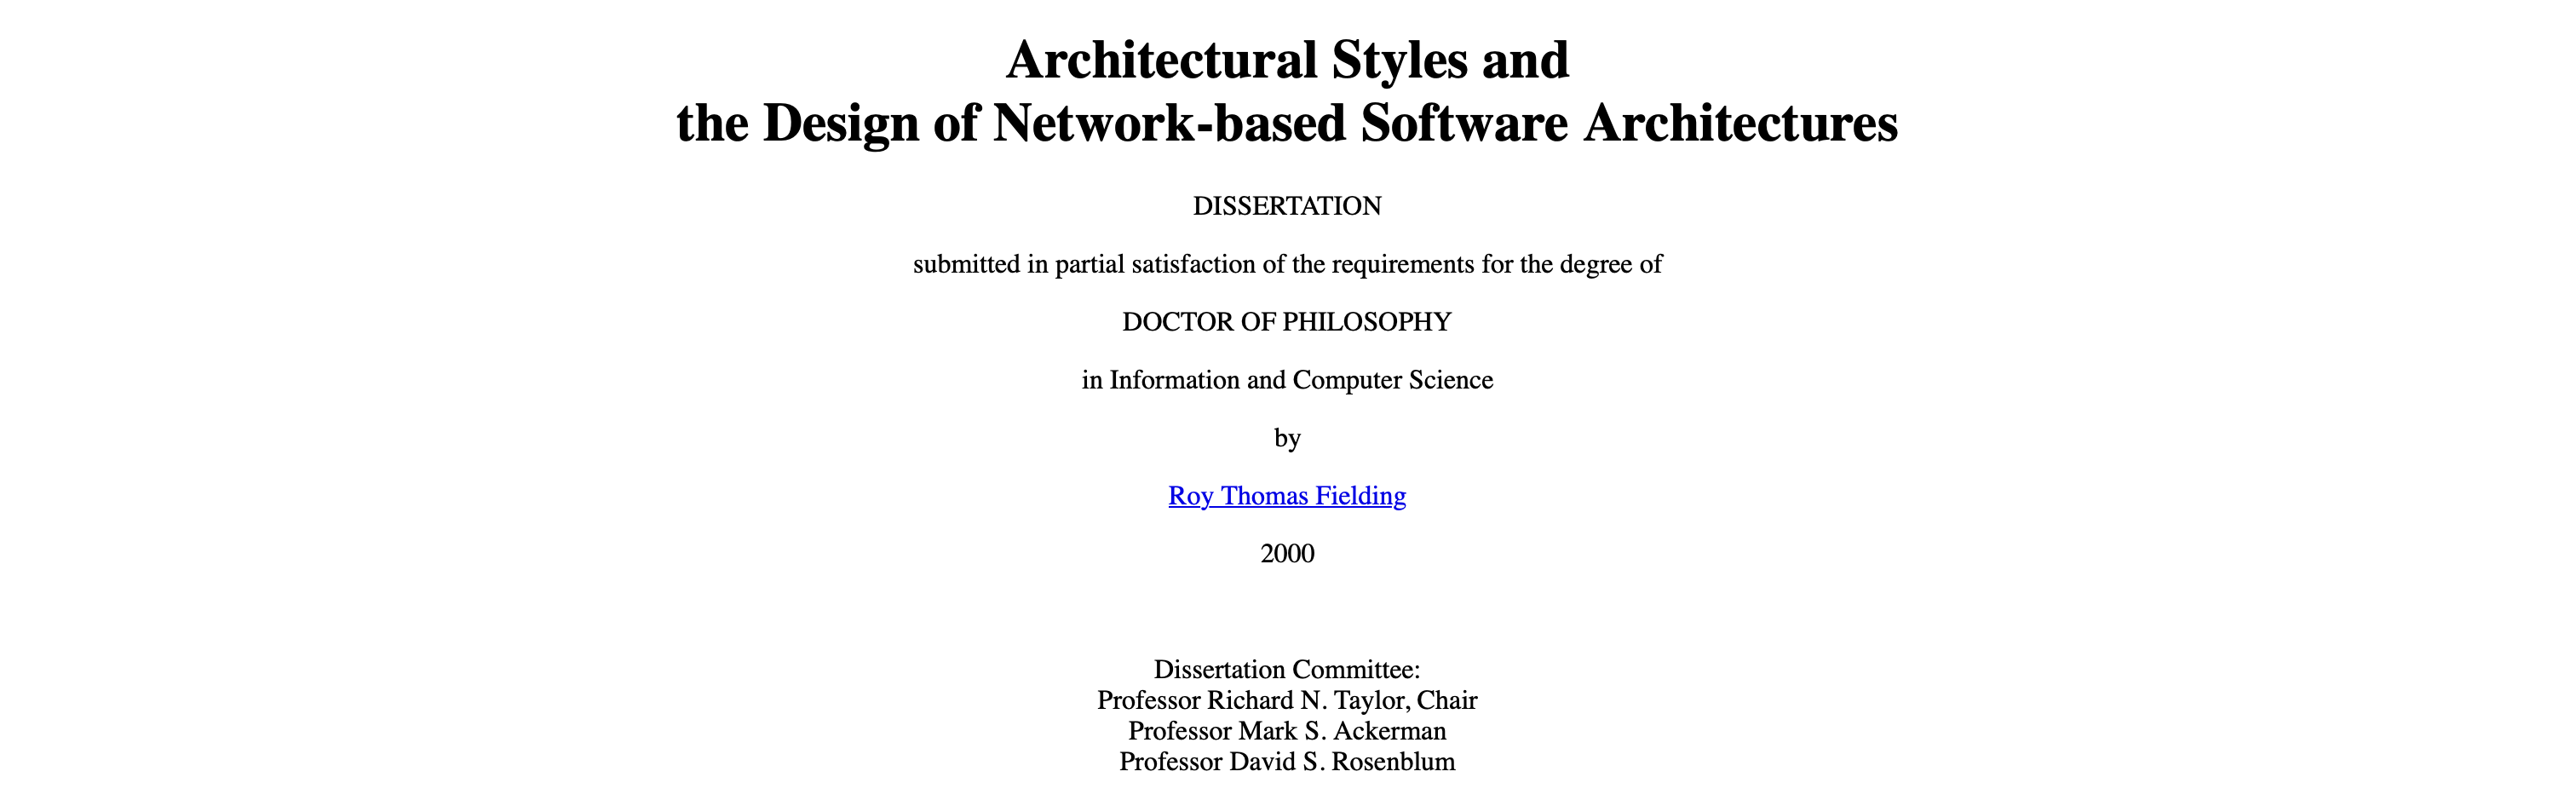 Architectural Styles and
the Design of Network-based Software Architectures
DISSERTATION
submitted in partial satisfaction of the requirements for the degree of
DOCTOR OF PHILOSOPHY
in Information and Computer Science
by
Roy Thomas Fielding
2000
Dissertation Committee:
Professor Richard N. Taylor, Chair
Professor Mark S. Ackerman
Professor David S. Rosenblum